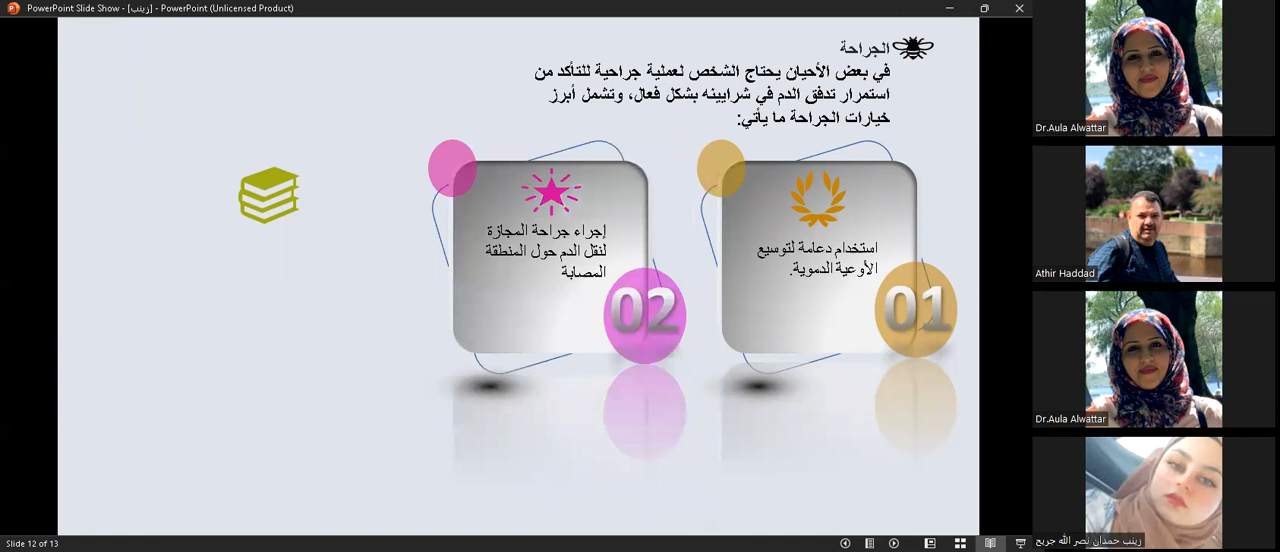 PowerPoint Slide Show - [زينب] - PowerPoint (Unlicensed Product)
الجراحة
في بعض الأحيان يحتاج الشخص لعملية جراحية للتأكد من
استمرار تدفق الدم في شرايينه بشكل فعال، وتشمل أبرز
خيارات الجراحة ما يأتي:
استخدام دعامة لتوسيع
الأوعية الدموية.
01
إجراء جراحة المجازة
لنقل الدم حول المنطقة
المصابة
02
Slide 12 of 13
Dr.Aula Alwattar
Athir Haddad
Dr.Aula Alwattar
زينب حمدان نصر الله جريح